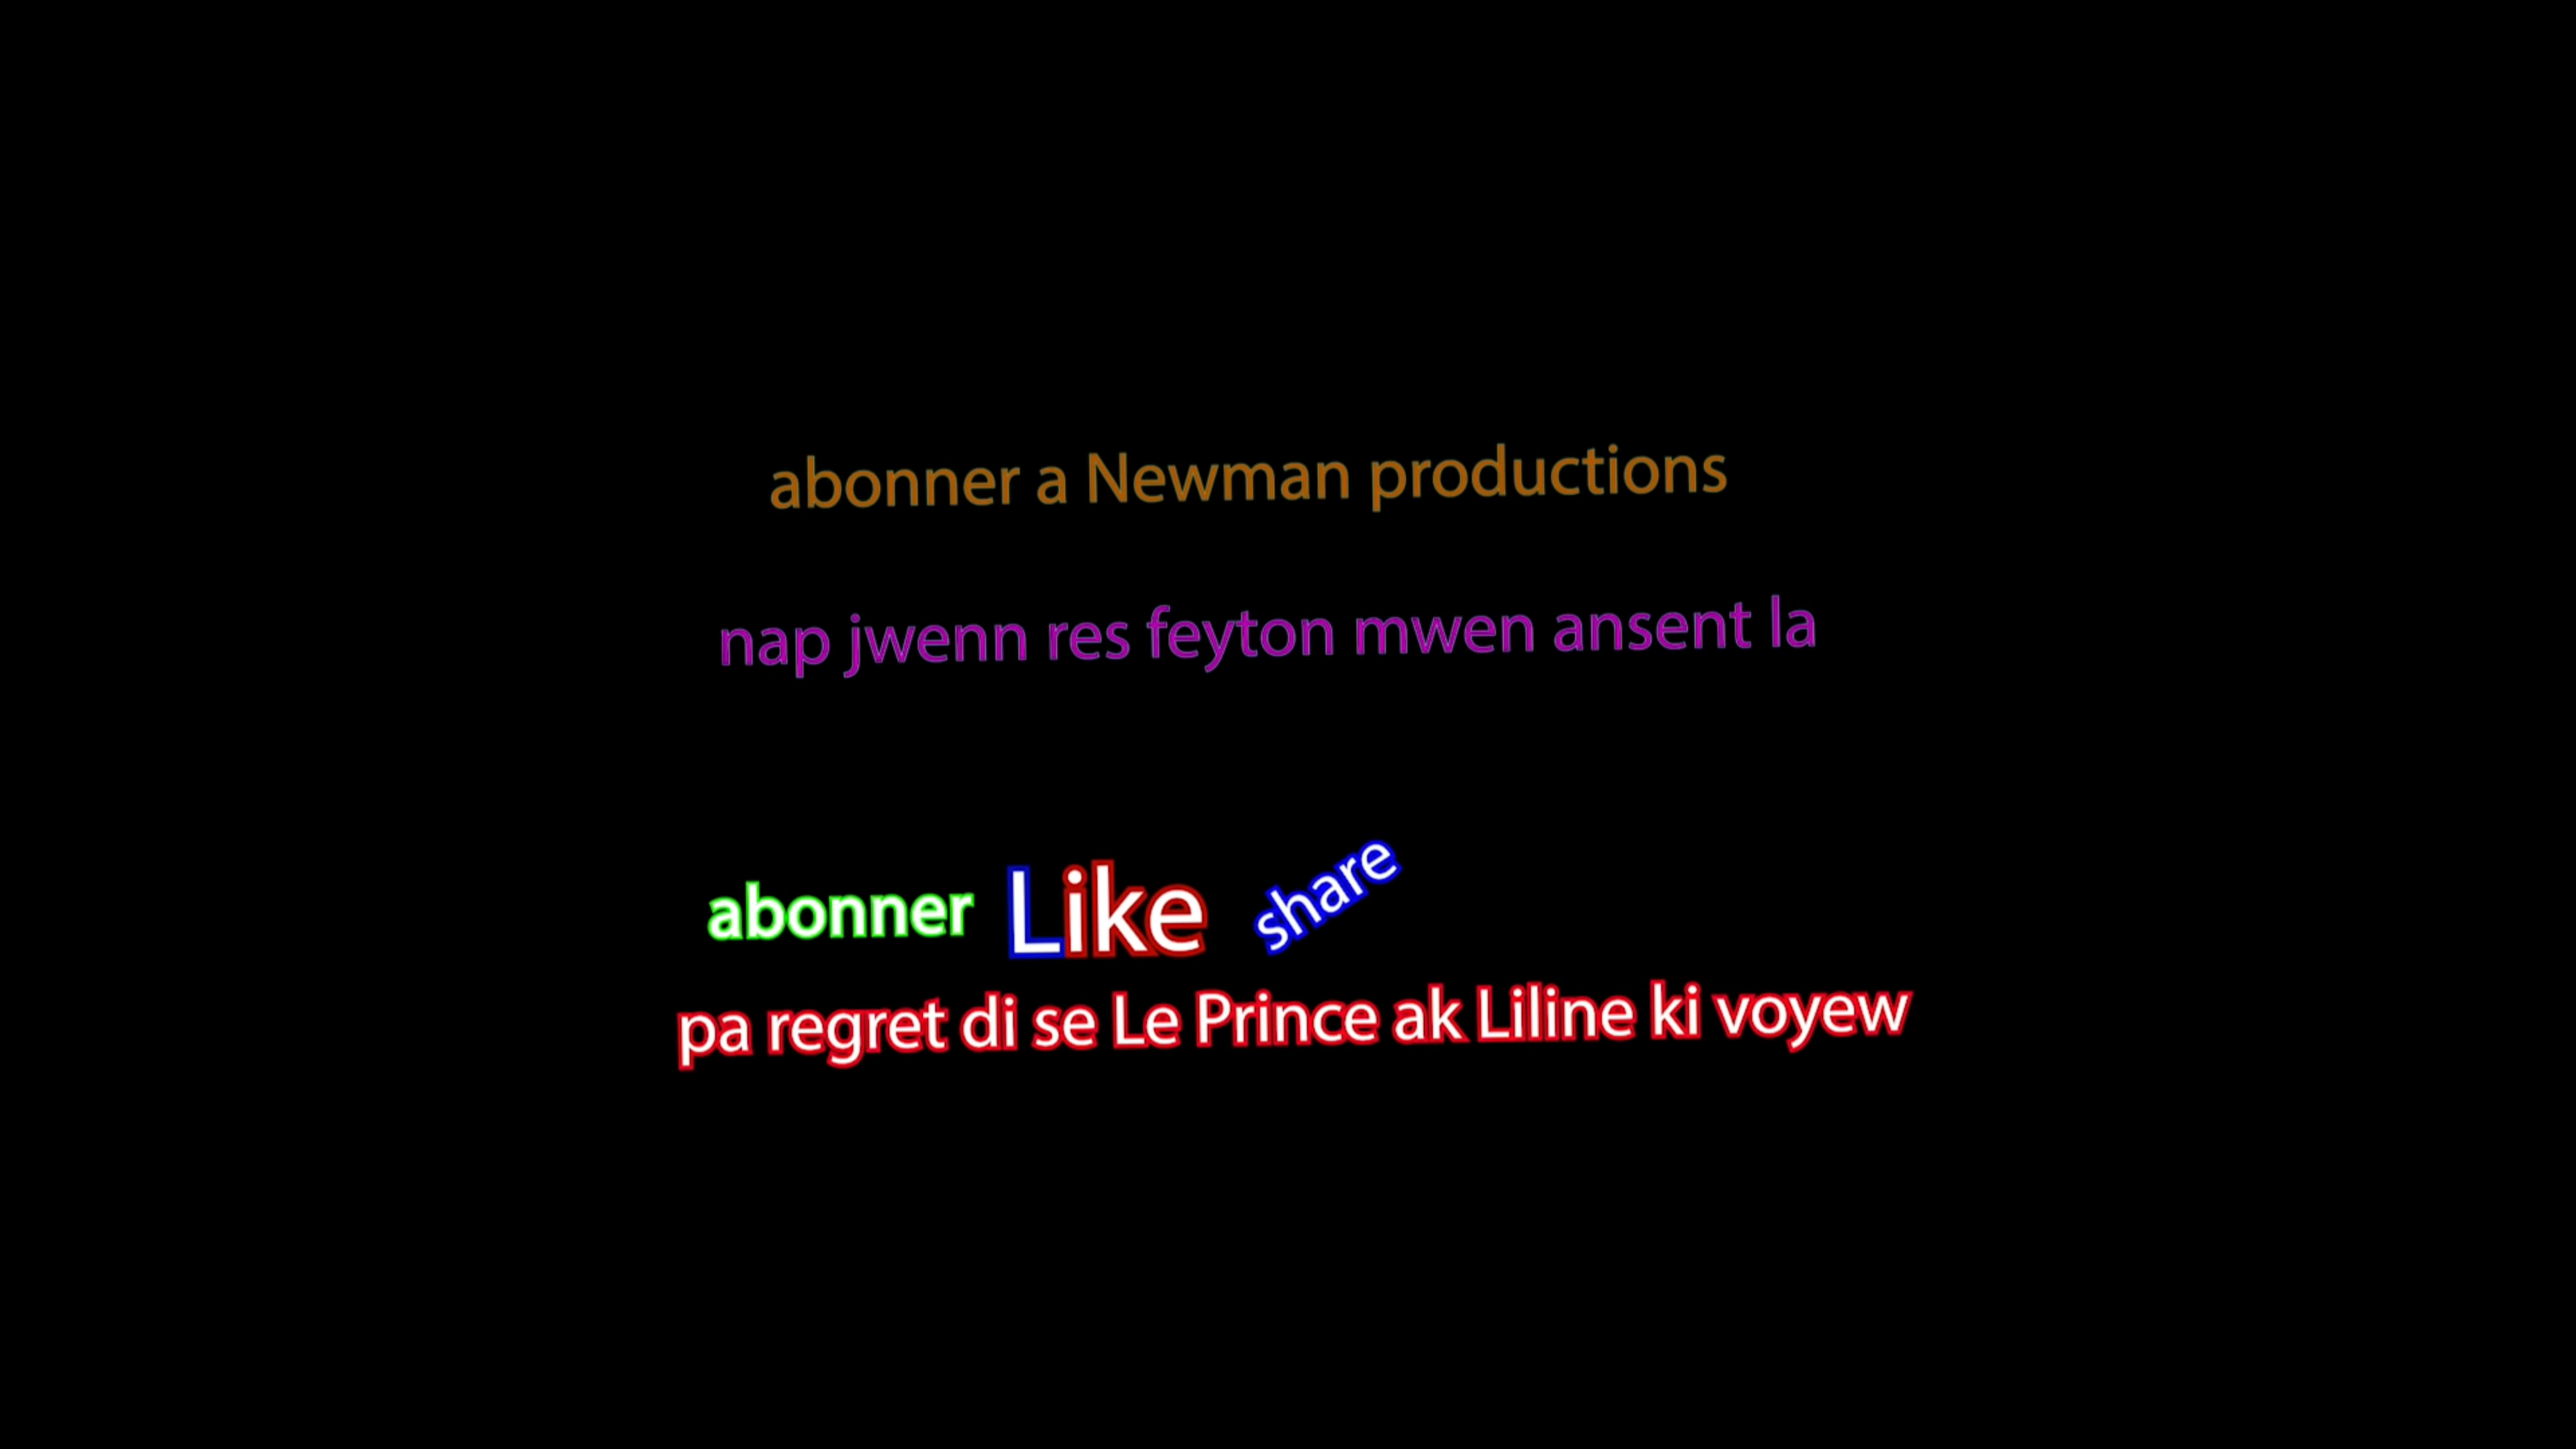 abonner a Newman productions
nap jwenn res feyton mwen ansent la
abonner Like share
pa regret di se Le Prince ak Liline ki voyew